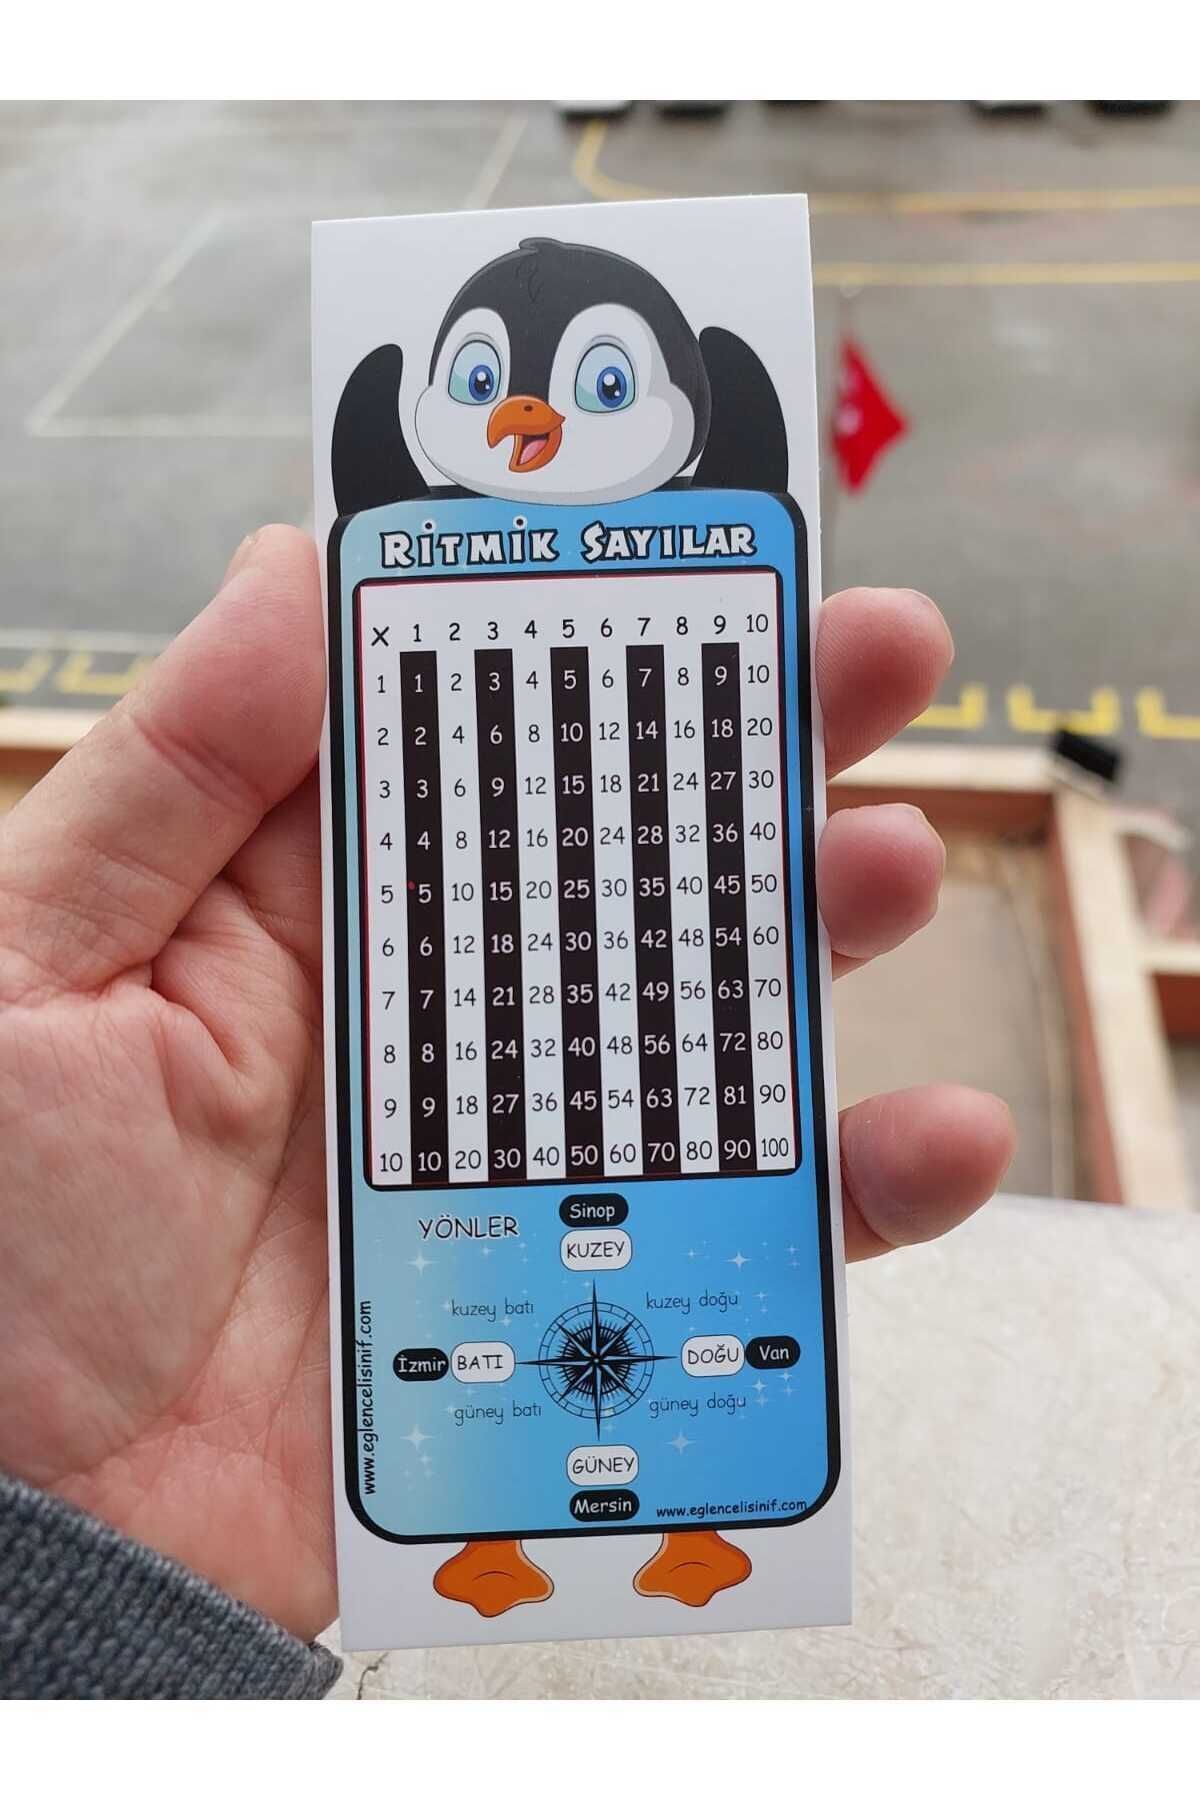 RİTMİK SAYILAR
X 1 2 3 4 5 6 7 8 9 10
1 1 2 3 4 5 6 7 8 9 10
2 2 4 6 8 10 12 14 16 18 20
3 3 6 9 12 15 18 21 24 27 30
4 4 8 12 16 20 24 28 32 36 40
5 5 10 15 20 25 30 35 40 45 50
6 6 12 18 24 30 36 42 48 54 60
7 7 14 21 28 35 42 49 56 63 70
8 8 16 24 32 40 48 56 64 72 80
9 9 18 27 36 45 54 63 72 81 90
10 10 20 30 40 50 60 70 80 90 100
YÖNLER
Sinop
KUZEY
kuzey batı kuzey doğu
İzmir BATI DOĞU Van
güney batı güney doğu
GÜNEY
Mersin
www.eglencelisinif.com
www.eglencelisinif.com